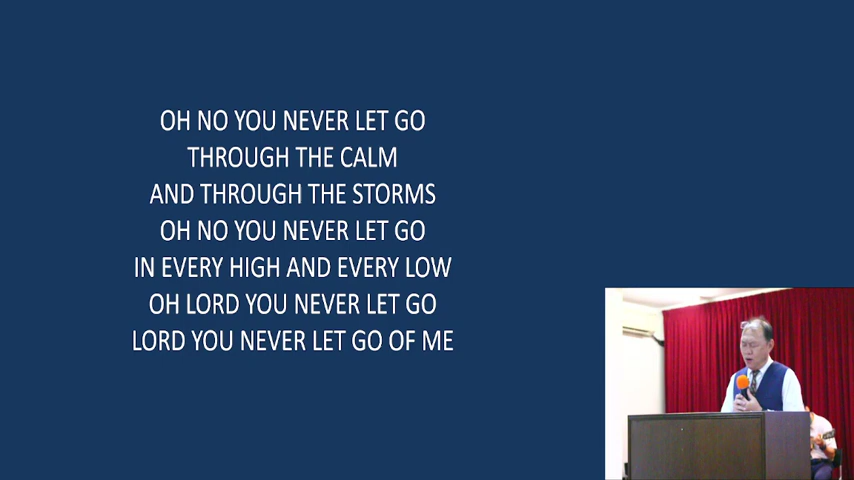 OH NO YOU NEVER LET GO
THROUGH THE CALM
AND THROUGH THE STORMS
OH NO YOU NEVER LET GO
IN EVERY HIGH AND EVERY LOW
OH LORD YOU NEVER LET GO
LORD YOU NEVER LET GO OF ME